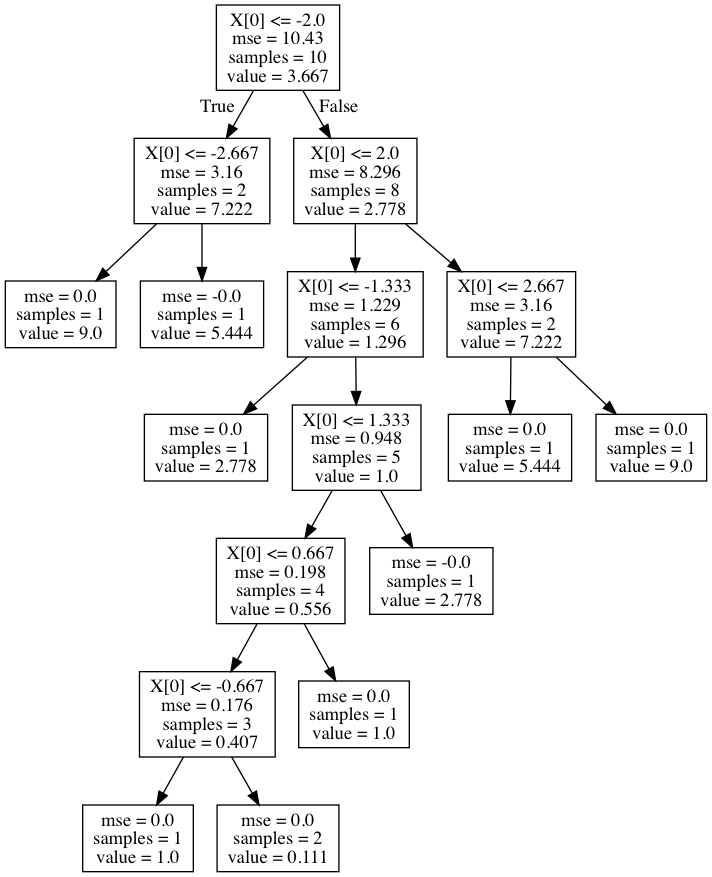 X[0] <= -2.0
mse = 10.43
samples = 10
value = 3.667
True
False
X[0] <= -2.667
mse = 3.16
samples = 2
value = 7.222
X[0] <= 2.0
mse = 8.296
samples = 8
value = 2.778
mse = 0.0
samples = 1
value = 9.0
mse = -0.0
samples = 1
value = 5.444
X[0] <= -1.333
mse = 1.229
samples = 6
value = 1.296
X[0] <= 2.667
mse = 3.16
samples = 2
value = 7.222
mse = 0.0
samples = 1
value = 2.778
X[0] <= 1.333
mse = 0.948
samples = 5
value = 1.0
mse = 0.0
samples = 1
value = 5.444
mse = 0.0
samples = 1
value = 9.0
X[0] <= 0.667
mse = 0.198
samples = 4
value = 0.556
mse = -0.0
samples = 1
value = 2.778
X[0] <= -0.667
mse = 0.176
samples = 3
value = 0.407
mse = 0.0
samples = 1
value = 1.0
mse = 0.0
samples = 1
value = 1.0
mse = 0.0
samples = 2
value = 0.111